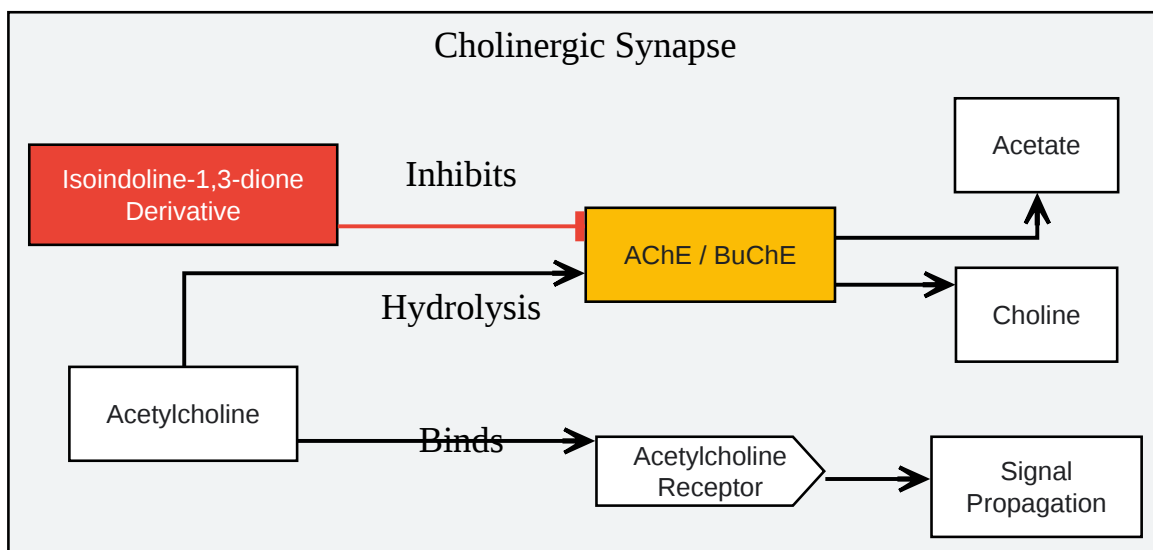 Cholinergic Synapse
Isoindoline-1,3-dione
Derivative
Inhibits
AChE / BuChE
Acetate
Hydrolysis
Choline
Acetylcholine
Binds
Acetylcholine
Receptor
Signal
Propagation